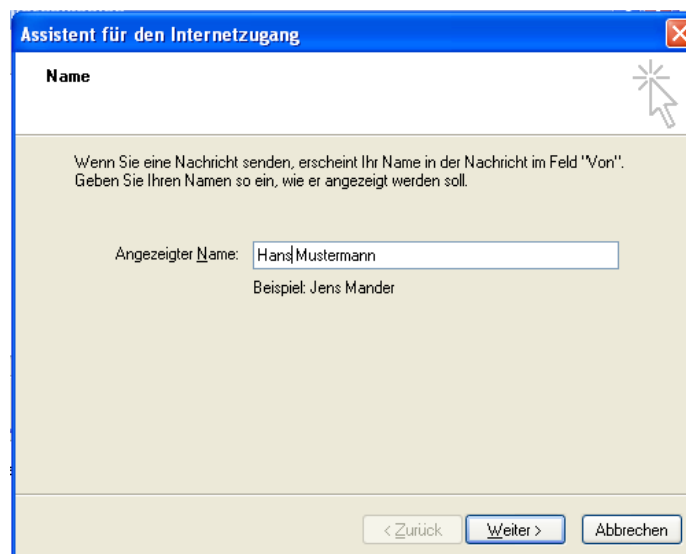 Assistent für den Internetzugang
Name
Wenn Sie eine Nachricht senden, erscheint Ihr Name in der Nachricht im Feld "Von".
Geben Sie Ihren Namen so ein, wie er angezeigt werden soll.
Angezeigter Name: Hans Mustermann
Beispiel: Jens Mander
< Zurück Weiter > Abbrechen